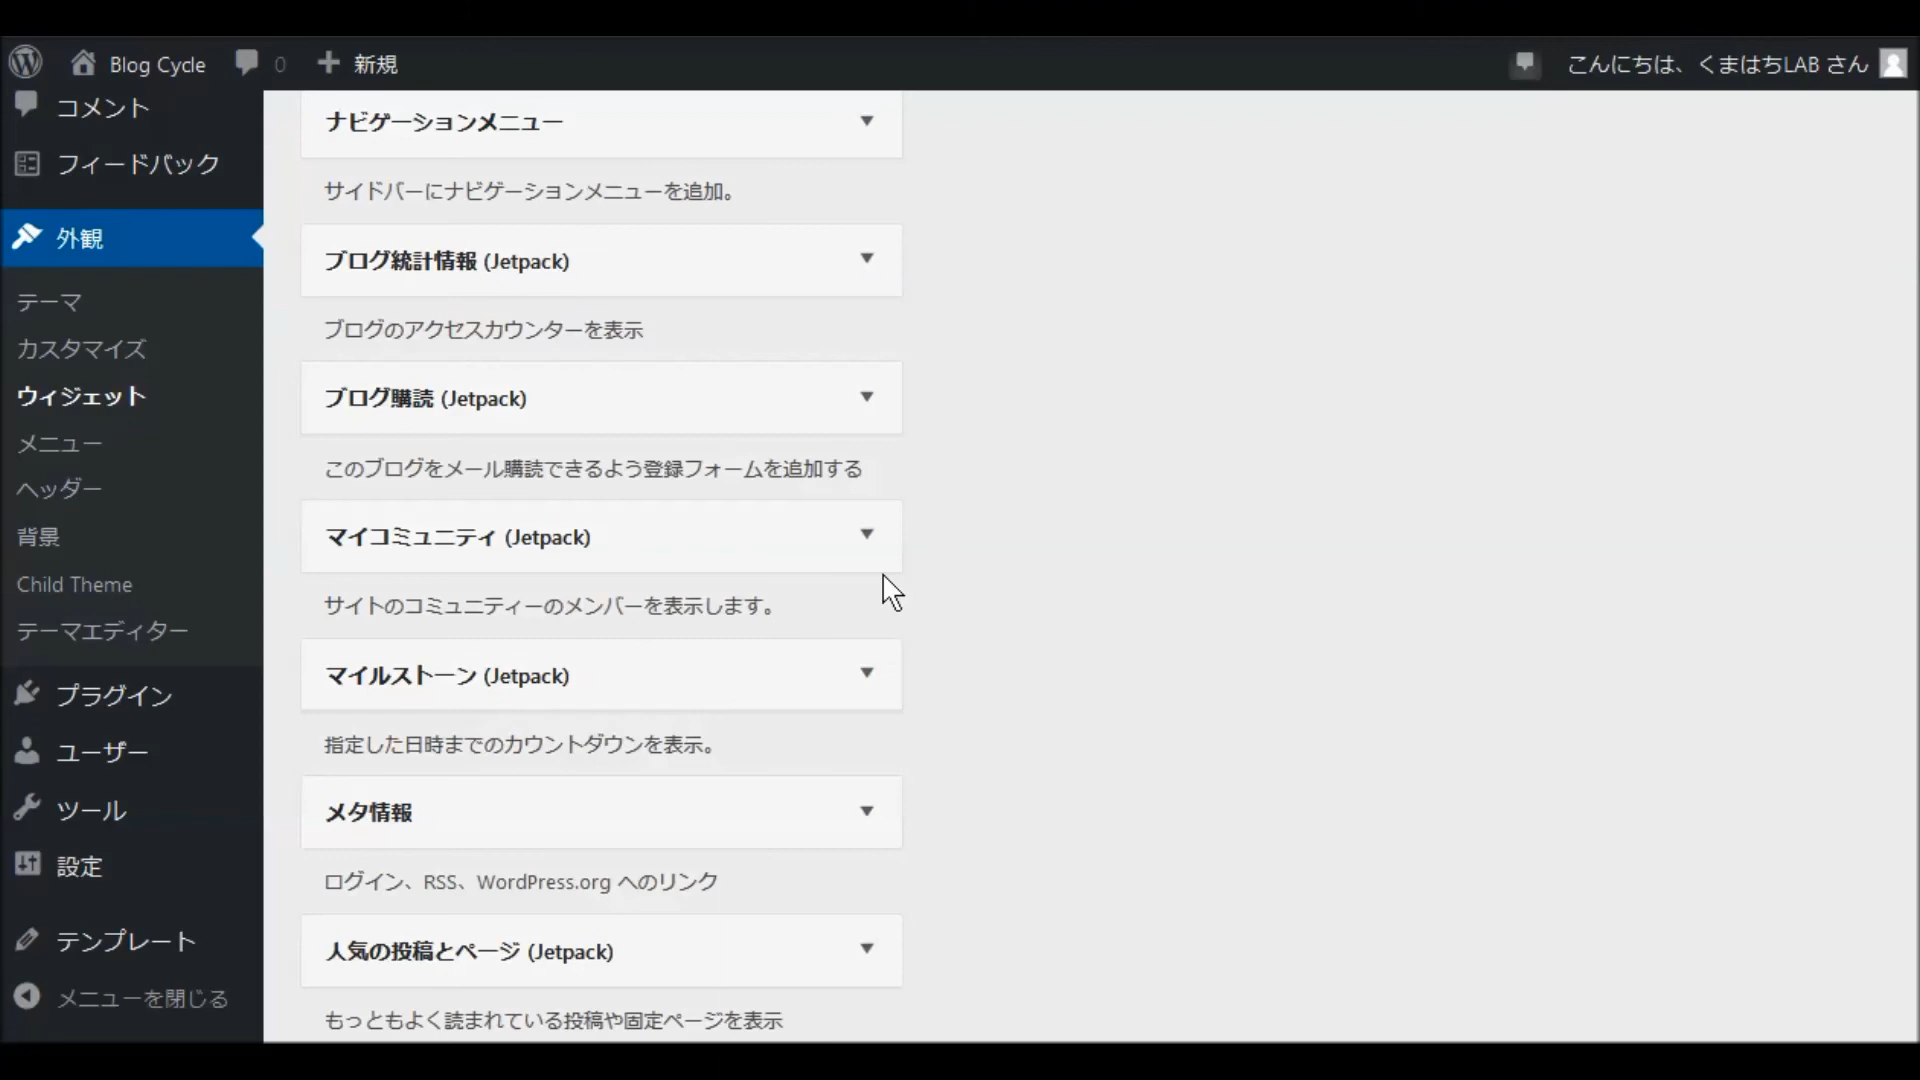 Blog Cycle 0 新規 こんにちは、くまはちLAB さん
コメント
フィードバック
外観
テーマ
カスタマイズ
ウィジェット
メニュー
ヘッダー
背景
Child Theme
テーマエディター
プラグイン
ユーザー
ツール
設定
テンプレート
メニューを閉じる
ナビゲーションメニュー
サイドバーにナビゲーションメニューを追加。
ブログ統計情報 (Jetpack)
ブログのアクセスカウンターを表示
ブログ購読 (Jetpack)
このブログをメール購読できるよう登録フォームを追加する
マイコミュニティ (Jetpack)
サイトのコミュニティーのメンバーを表示します。
マイルストーン (Jetpack)
指定した日時までのカウントダウンを表示。
メタ情報
ログイン、RSS、WordPress.org へのリンク
人気の投稿とページ (Jetpack)
もっともよく読まれている投稿や固定ページを表示